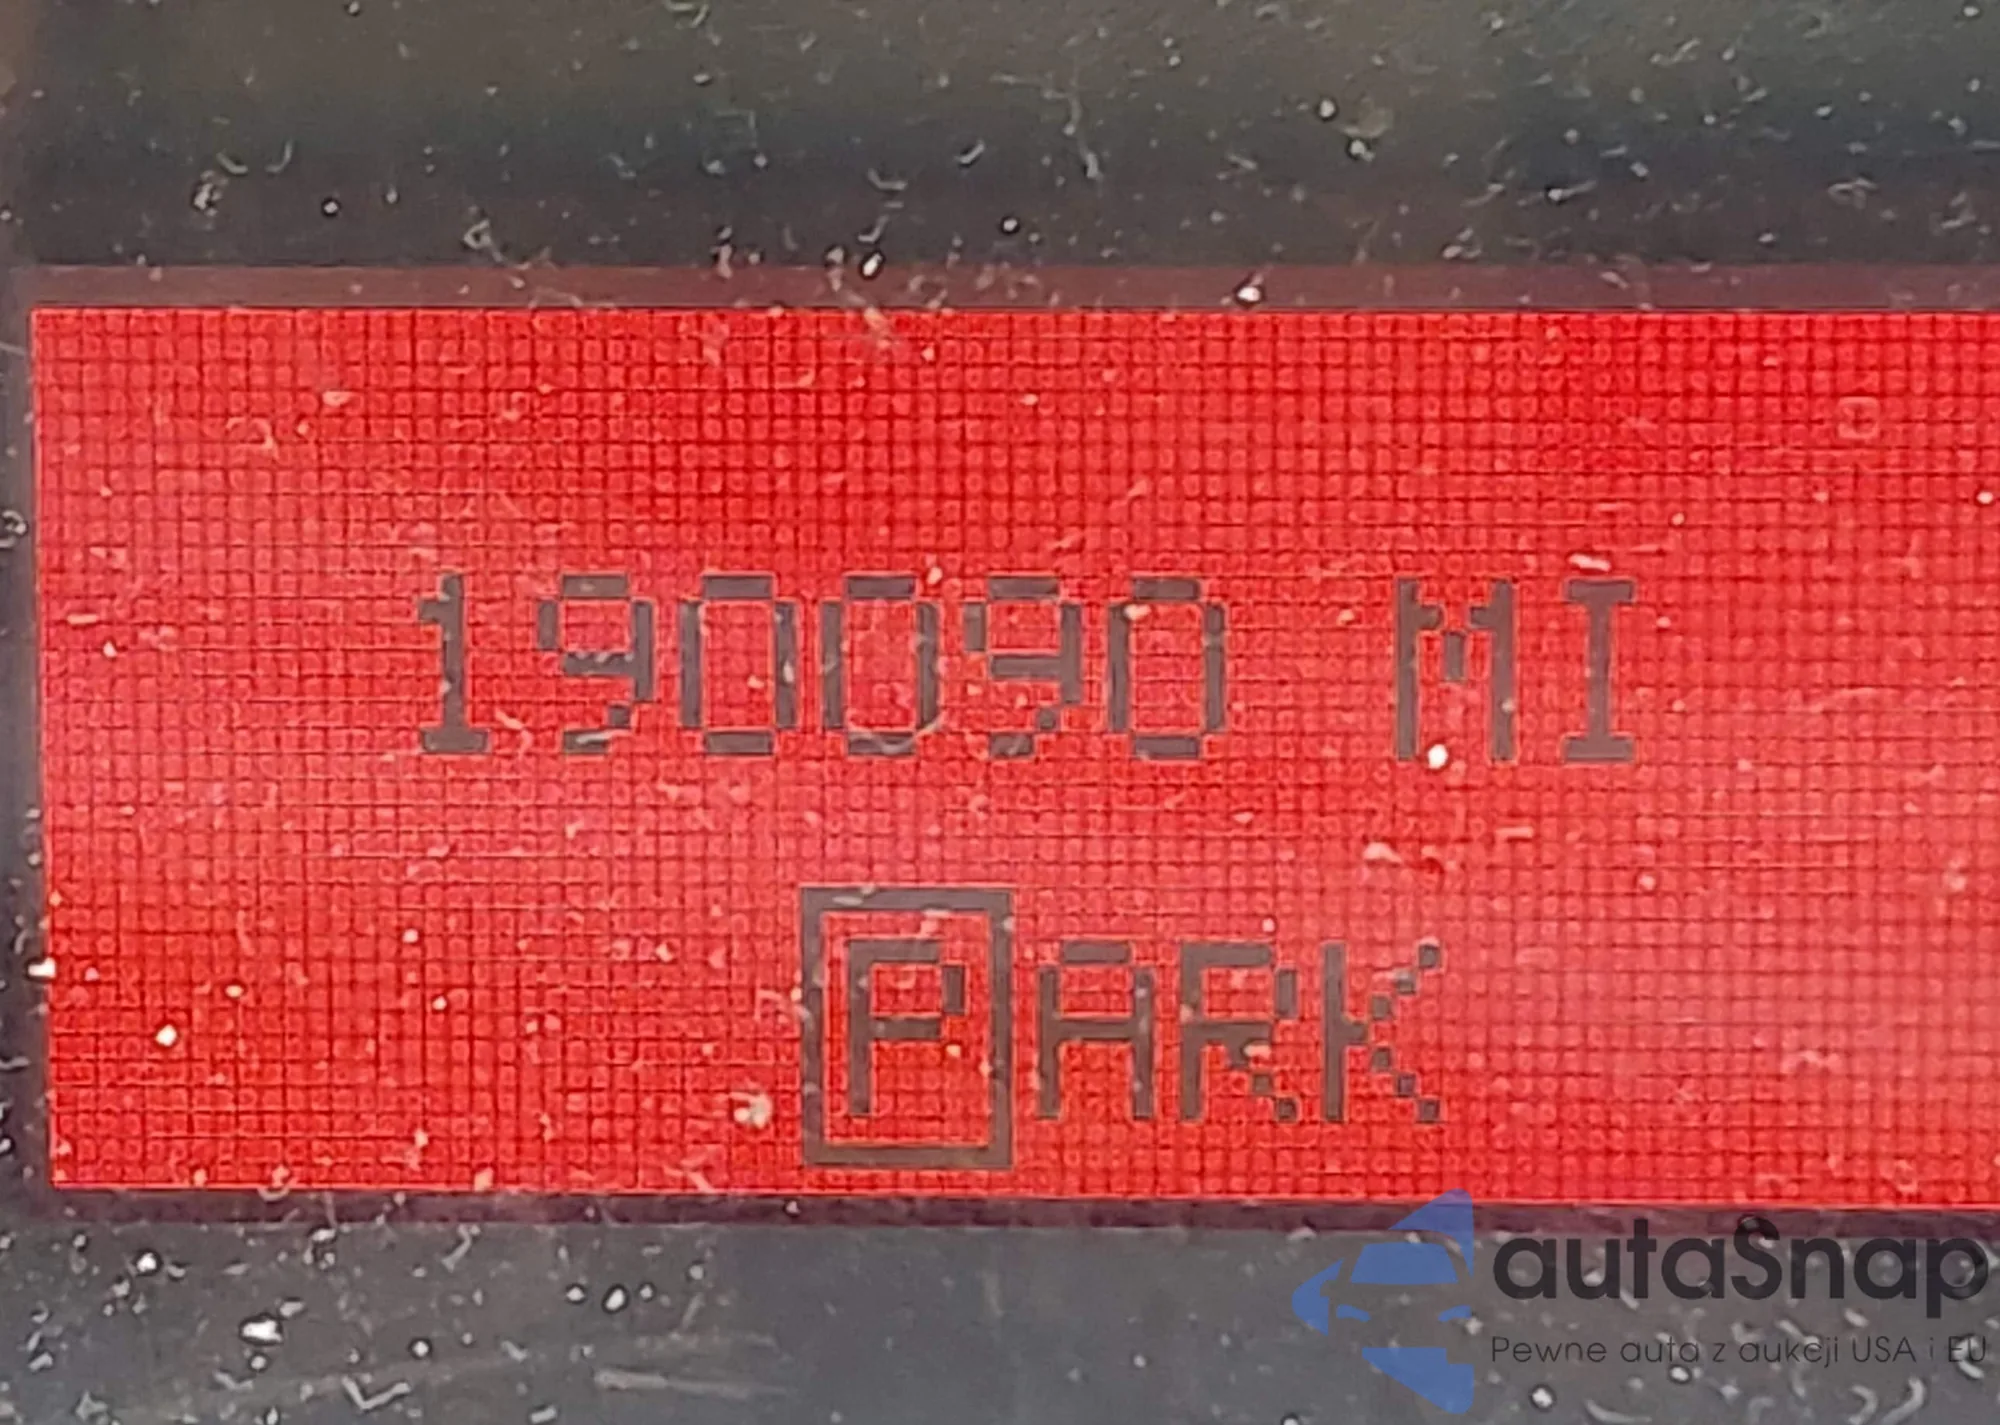 190090 MI
PARK
autaSnap
Pewne auta z aukcji USA i EU